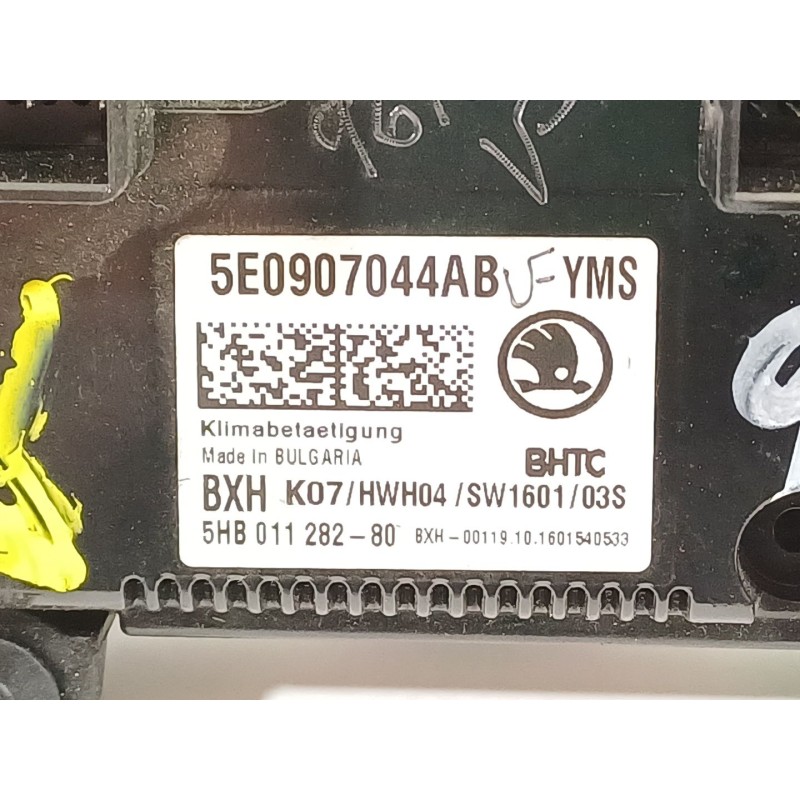 5E0907044AB YMS
Klimabetaetigung
Made in BULGARIA
BHTC
BXH K07/HWH04/SW1601/03S
5HB 011 282-80 BXH-00119.10.1601540533